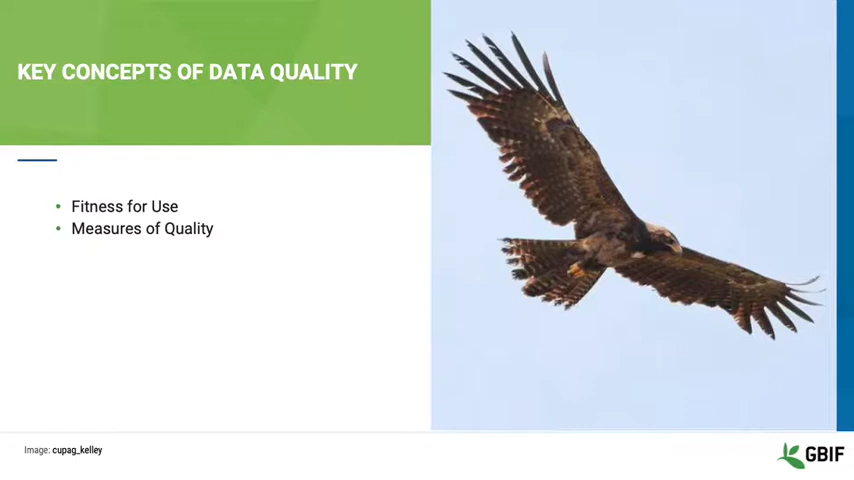 KEY CONCEPTS OF DATA QUALITY
• Fitness for Use
• Measures of Quality
Image: cupag_kelley
GBIF